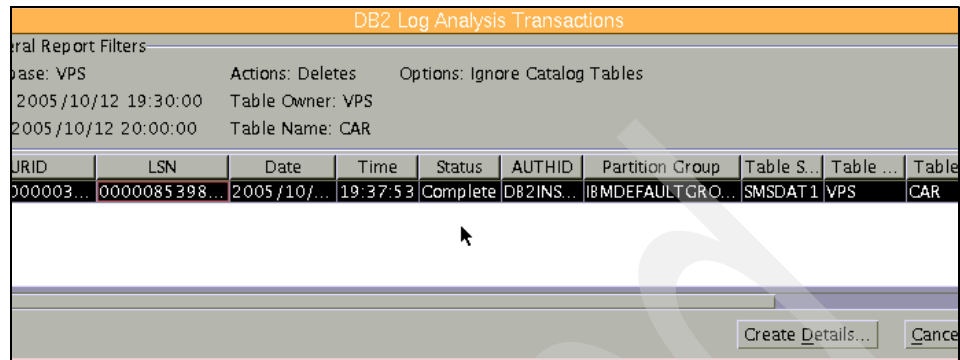 DB2 Log Analysis Transactions
eral Report Filters
base: VPS Actions: Deletes Options: Ignore Catalog Tables
2005/10/12 19:30:00 Table Owner: VPS
2005/10/12 20:00:00 Table Name: CAR
URID LSN Date Time Status AUTHID Partition Group Table S... Table ... Table
000003... 0000085398... 2005/10/... 19:37:53 Complete DB2INS... IBMDEFAULTGRO... SMSDAT1 VPS CAR
Create Details... Cance